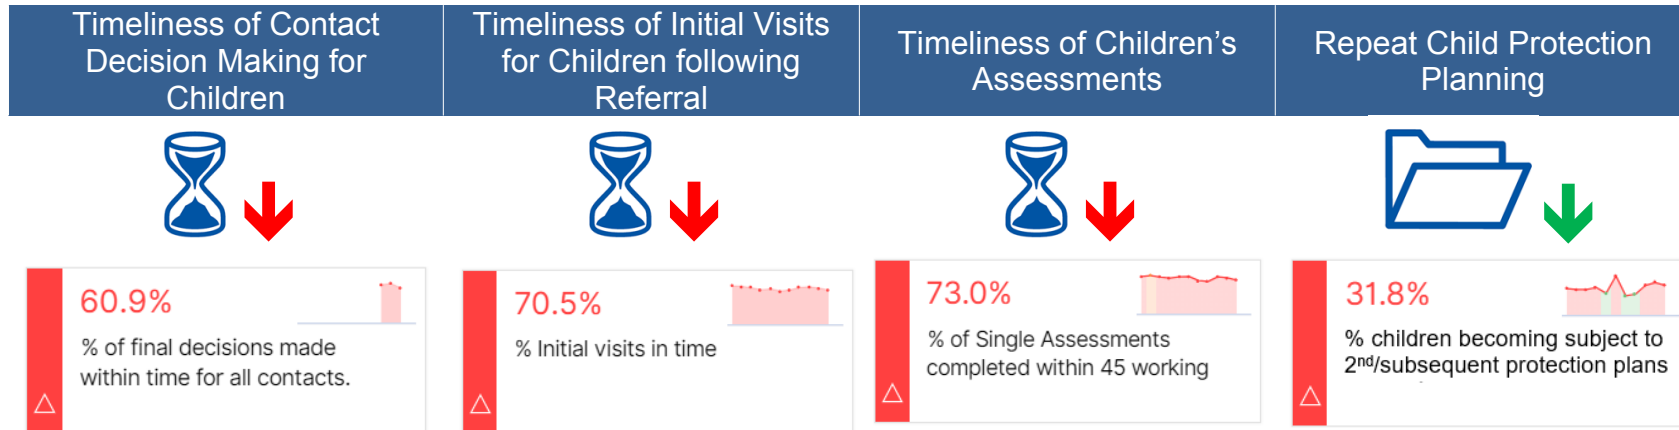 Timeliness of Contact
Decision Making for
Children
Timeliness of Initial Visits
for Children following
Referral
Timeliness of Children’s
Assessments
Repeat Child Protection
Planning
60.9%
% of final decisions made
within time for all contacts.
70.5%
% Initial visits in time
73.0%
% of Single Assessments
completed within 45 working
31.8%
% children becoming subject to
2nd/subsequent protection plans